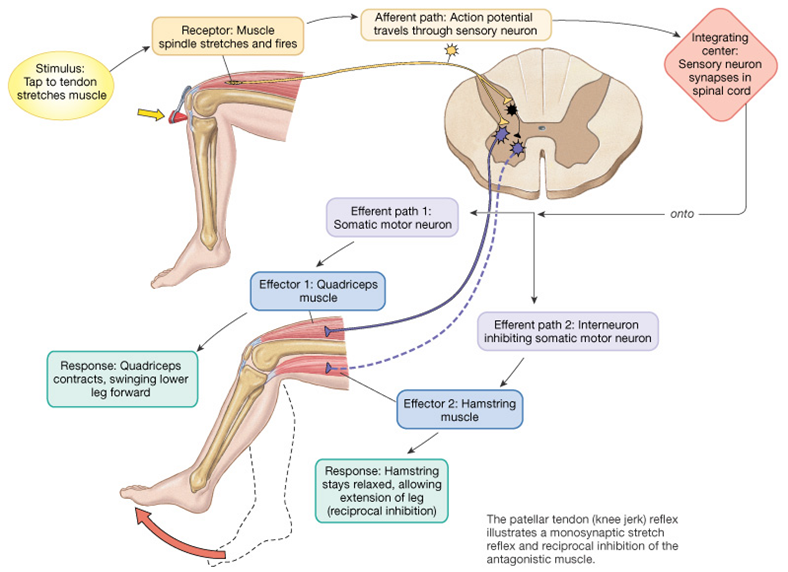 Stimulus:
Tap to tendon
stretches muscle
Receptor: Muscle
spindle stretches and fires
Afferent path: Action potential
travels through sensory neuron
Integrating
center:
Sensory neuron
synapses in
spinal cord
onto
Efferent path 1:
Somatic motor neuron
Effector 1: Quadriceps
muscle
Response: Quadriceps
contracts, swinging lower
leg forward
Efferent path 2: Interneuron
inhibiting somatic motor neuron
Effector 2: Hamstring
muscle
Response: Hamstring
stays relaxed, allowing
extension of leg
(reciprocal inhibition)
The patellar tendon (knee jerk) reflex
illustrates a monosynaptic stretch
reflex and reciprocal inhibition of the
antagonistic muscle.